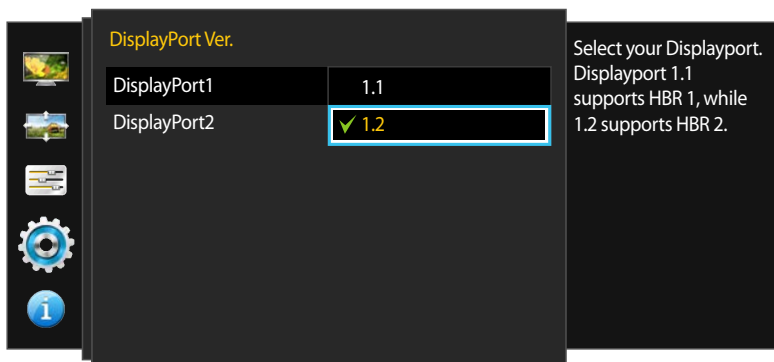 DisplayPort Ver.
DisplayPort1
1.1
DisplayPort2
1.2
Select your Displayport.
Displayport 1.1
supports HBR 1, while
1.2 supports HBR 2.
i